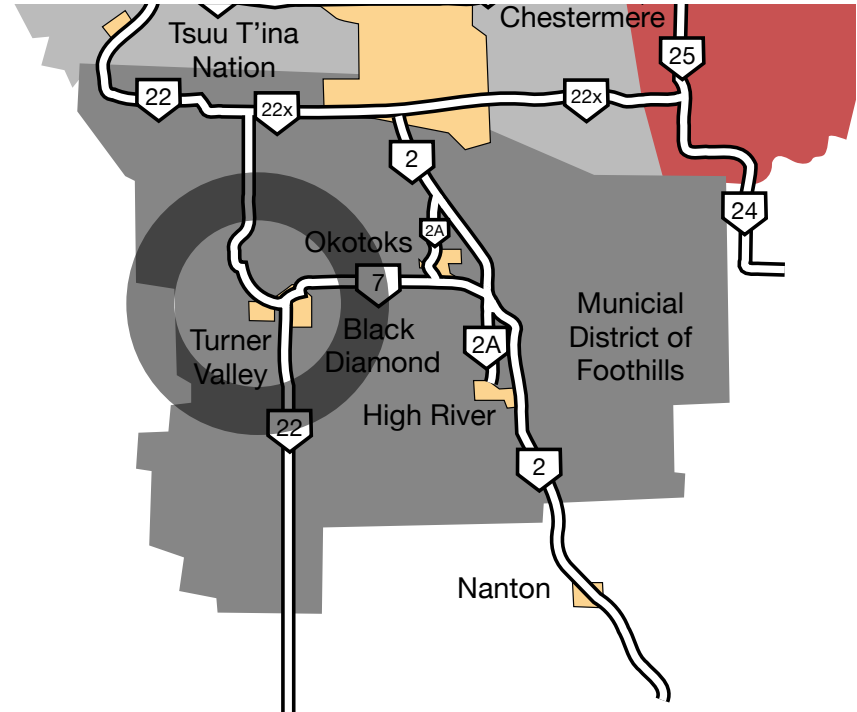 Chestermere
Tsuu T'ina
Nation
25
22
22x
22x
2
24
2A
Okotoks
7
Municial
District of
Foothills
Turner
Valley
Black
Diamond
2A
High River
22
2
Nanton